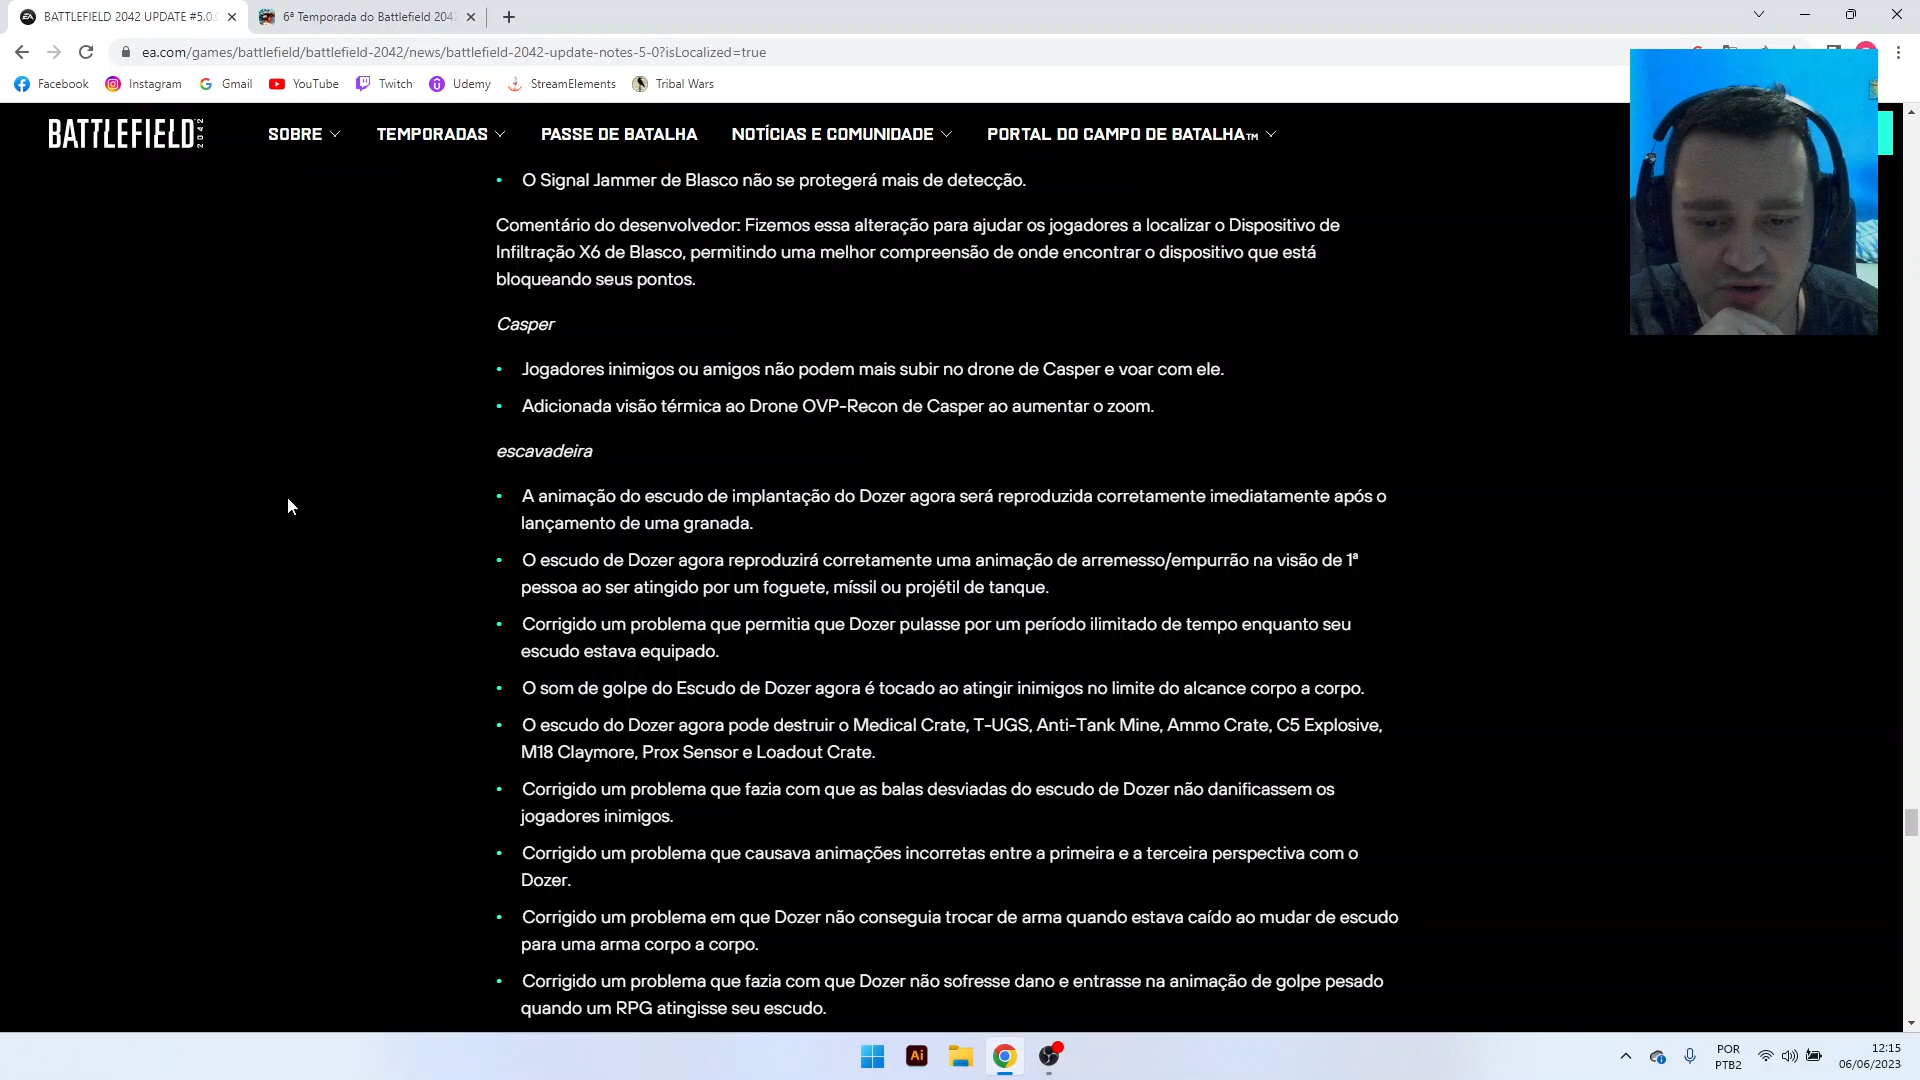 BATTLEFIELD 2042 UPDATE #5.0.0
6ª Temporada do Battlefield 2042
ea.com/games/battlefield/battlefield-2042/news/battlefield-2042-update-notes-5-0?isLocalized=true
Facebook
Instagram
Gmail
YouTube
Twitch
Udemy
StreamElements
Tribal Wars
BATTLEFIELD 2042
SOBRE
TEMPORADAS
PASSE DE BATALHA
NOTÍCIAS E COMUNIDADE
PORTAL DO CAMPO DE BATALHA™
• O Signal Jammer de Blasco não se protegerá mais de detecção.
Comentário do desenvolvedor: Fizemos essa alteração para ajudar os jogadores a localizar o Dispositivo de
Infiltração X6 de Blasco, permitindo uma melhor compreensão de onde encontrar o dispositivo que está
bloqueando seus pontos.
Casper
• Jogadores inimigos ou amigos não podem mais subir no drone de Casper e voar com ele.
• Adicionada visão térmica ao Drone OVP-Recon de Casper ao aumentar o zoom.
escavadeira
• A animação do escudo de implantação do Dozer agora será reproduzida corretamente imediatamente após o
lançamento de uma granada.
• O escudo de Dozer agora reproduzirá corretamente uma animação de arremesso/empurrão na visão de 1ª
pessoa ao ser atingido por um foguete, míssil ou projétil de tanque.
• Corrigido um problema que permitia que Dozer pulasse por um período ilimitado de tempo enquanto seu
escudo estava equipado.
• O som de golpe do Escudo de Dozer agora é tocado ao atingir inimigos no limite do alcance corpo a corpo.
• O escudo do Dozer agora pode destruir o Medical Crate, T-UGS, Anti-Tank Mine, Ammo Crate, C5 Explosive,
M18 Claymore, Prox Sensor e Loadout Crate.
• Corrigido um problema que fazia com que as balas desviadas do escudo de Dozer não danificassem os
jogadores inimigos.
• Corrigido um problema que causava animações incorretas entre a primeira e a terceira perspectiva com o
Dozer.
• Corrigido um problema em que Dozer não conseguia trocar de arma quando estava caído ao mudar de escudo
para uma arma corpo a corpo.
• Corrigido um problema que fazia com que Dozer não sofresse dano e entrasse na animação de golpe pesado
quando um RPG atingisse seu escudo.
Ai
POR
PTB2
12:15
06/06/2023